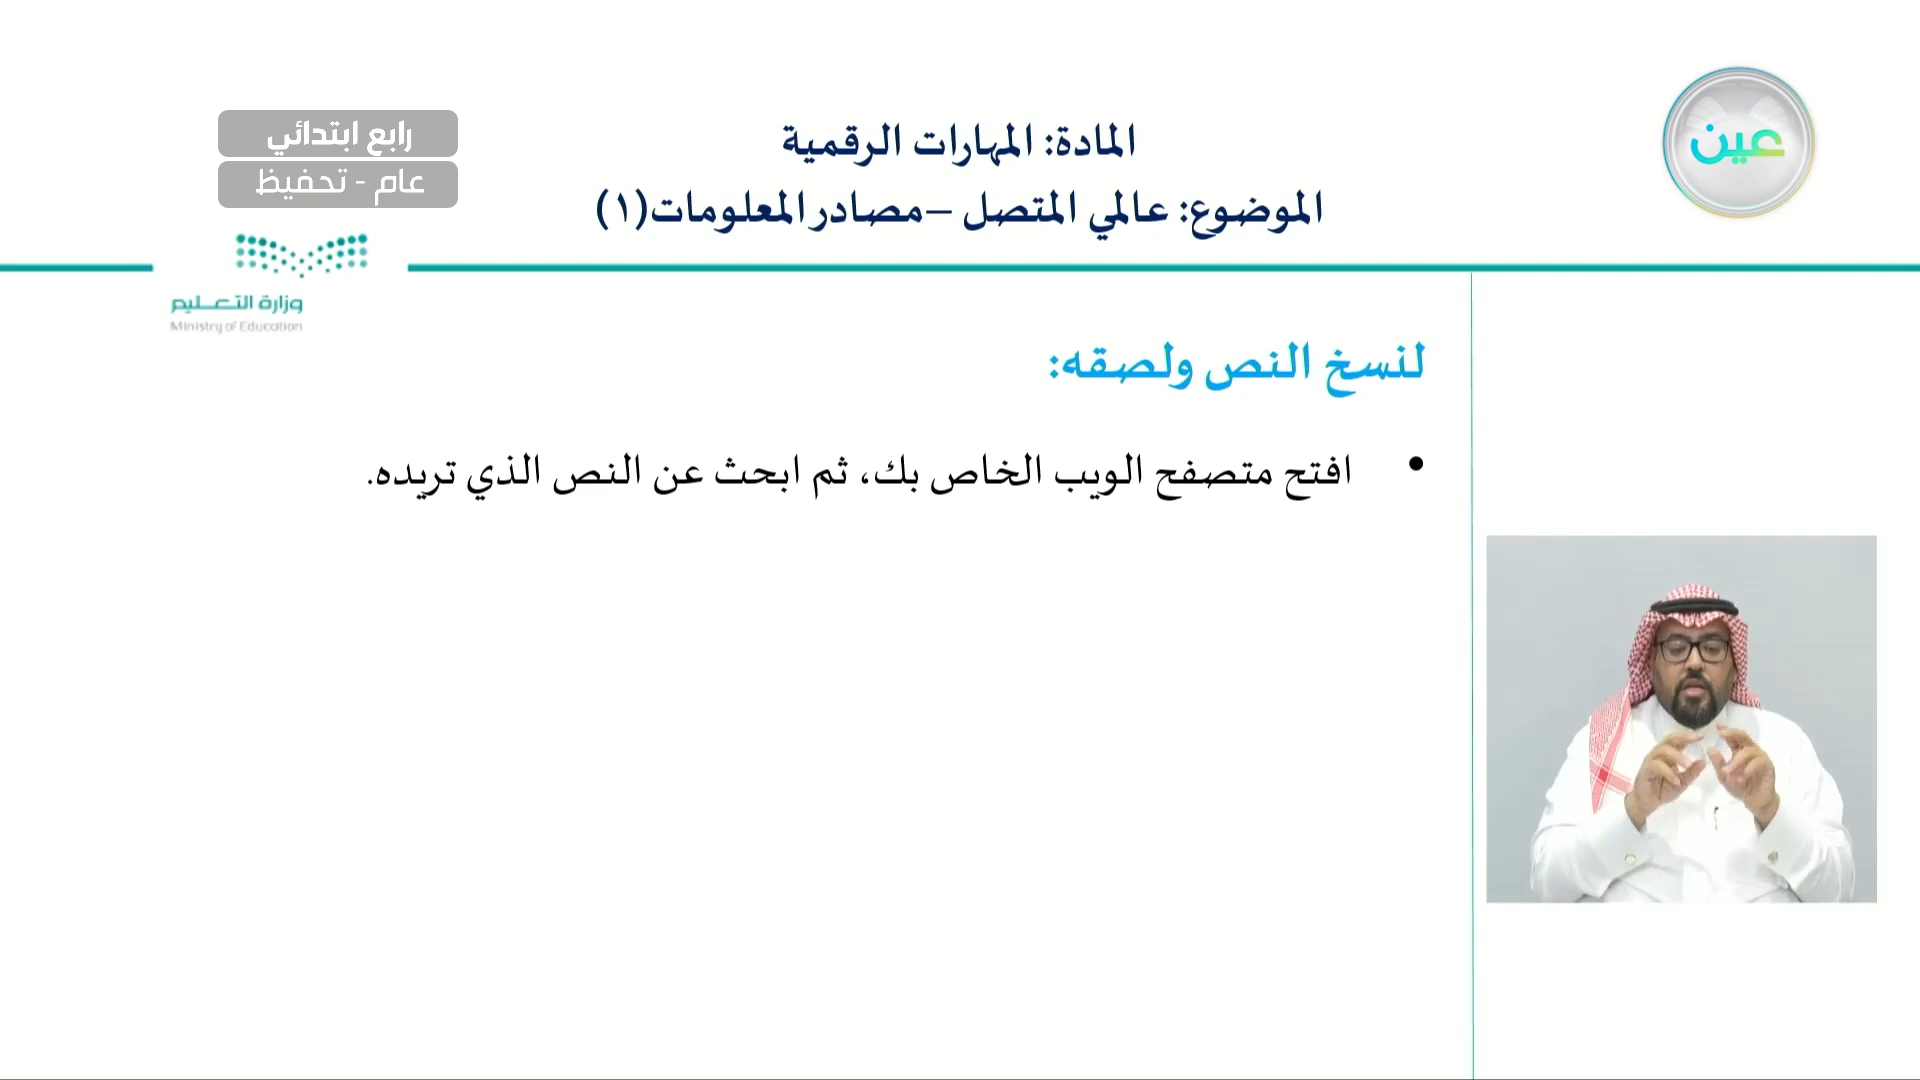 عين
المادة: المهارات الرقمية
الموضوع: عالمي المتصل – مصادر المعلومات(١)
رابع ابتدائي
عام - تحفيظ
وزارة التعليم
Ministry of Education
لنسخ النص ولصقه:
• افتح متصفح الويب الخاص بك، ثم ابحث عن النص الذي تريده.